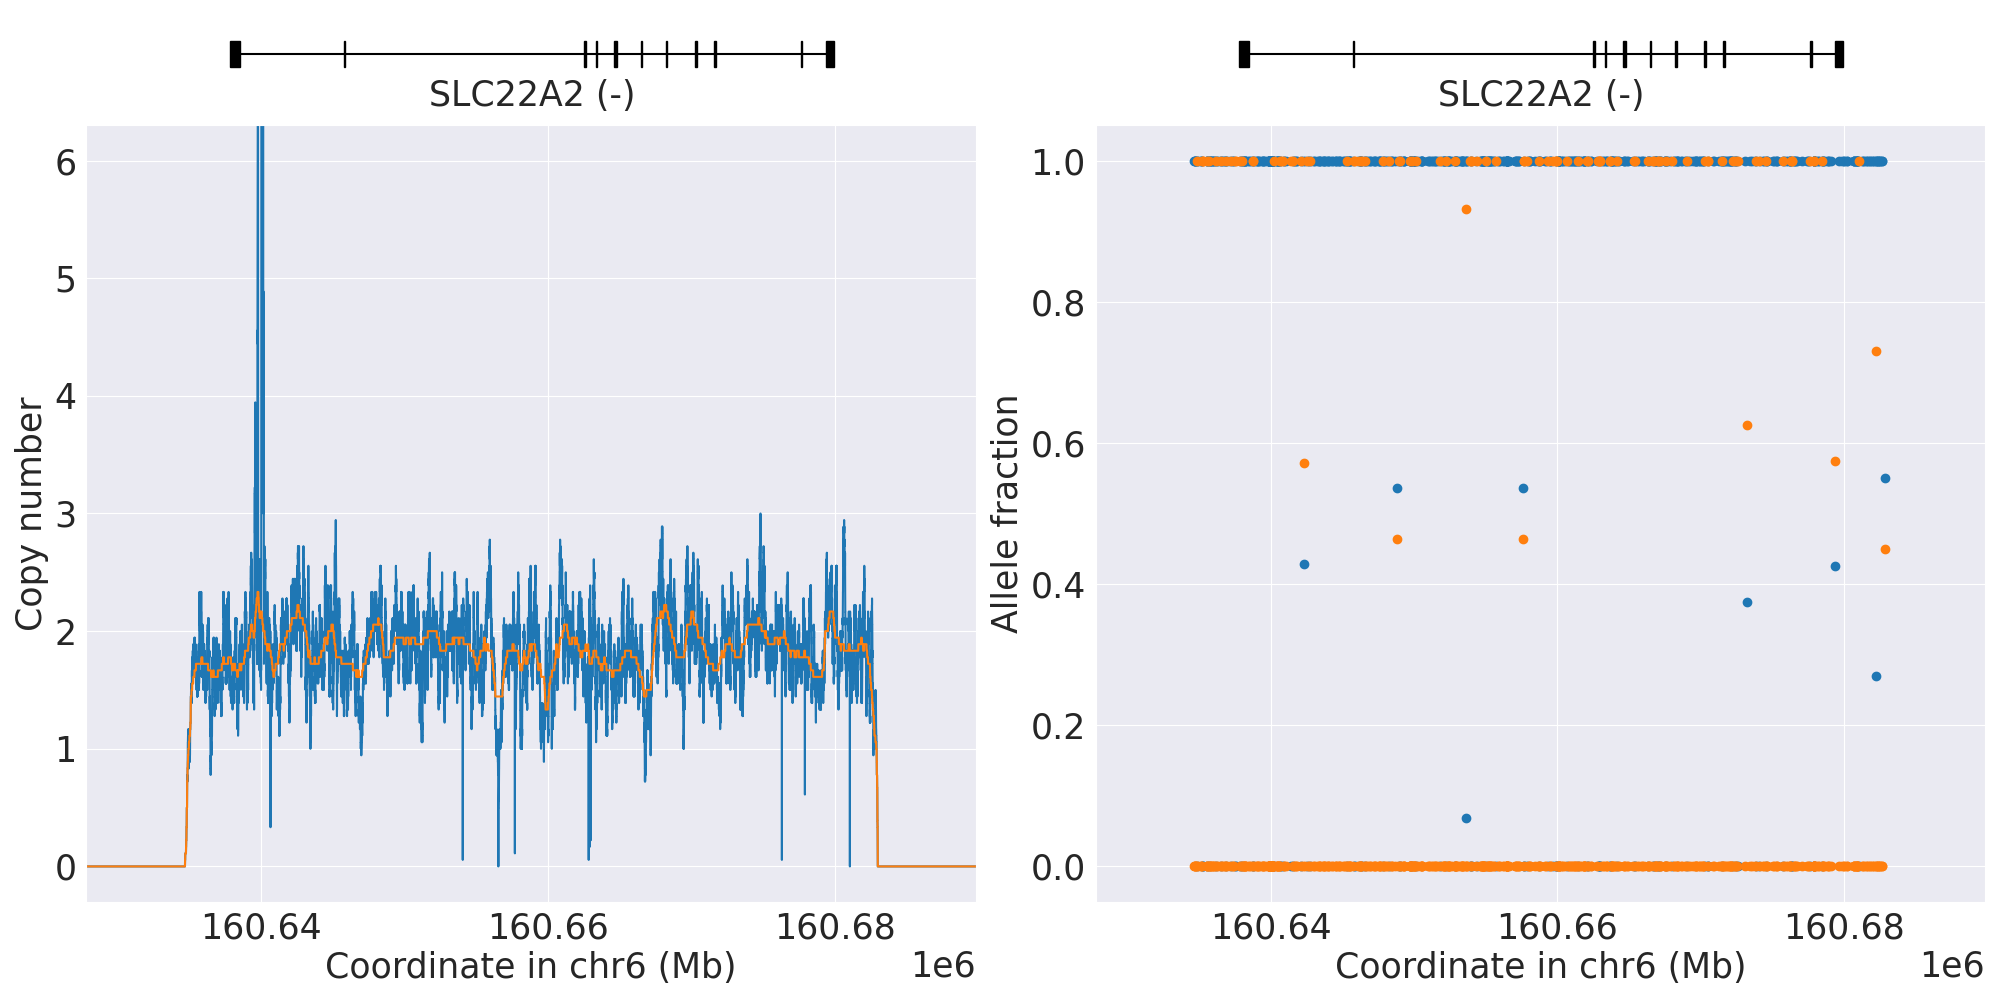 SLC22A2 (-)
6
5
4
3
2
1
0
Copy number
160.64 160.66 160.68
Coordinate in chr6 (Mb) 1e6
SLC22A2 (-)
1.0
0.8
0.6
0.4
0.2
0.0
Allele fraction
160.64 160.66 160.68
Coordinate in chr6 (Mb) 1e6